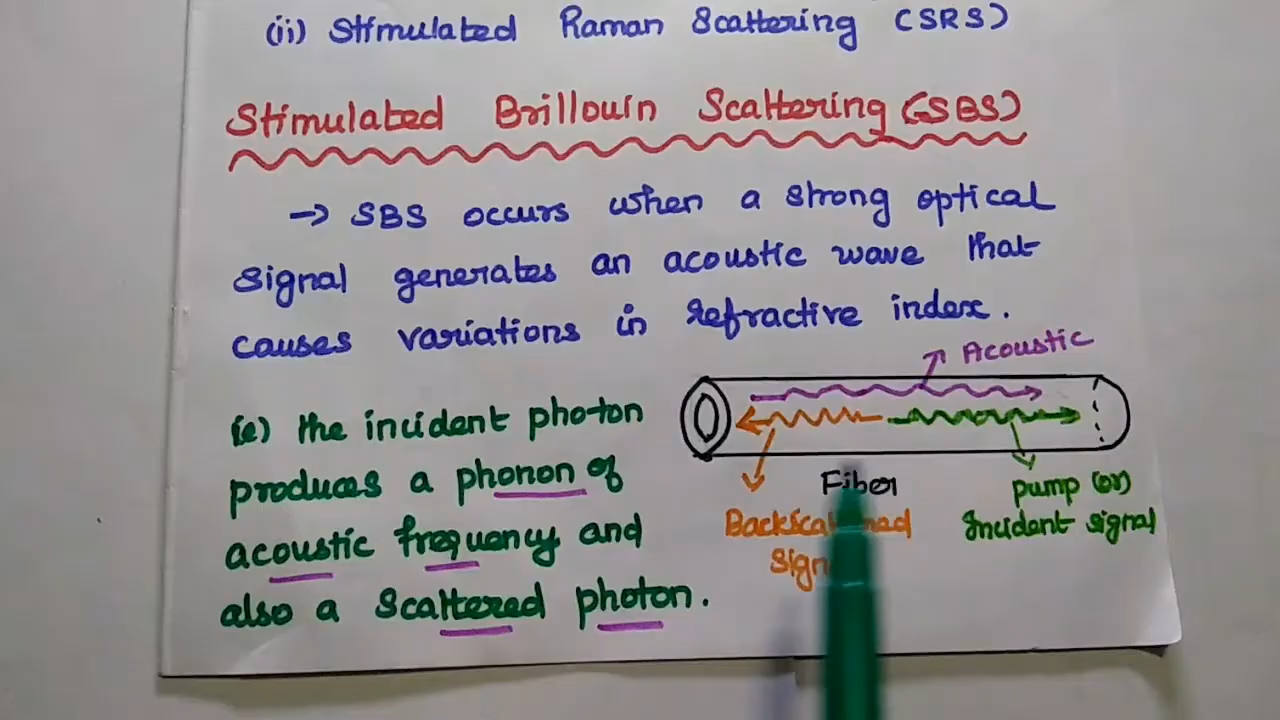 (ii) Stimulated Raman Scattering (SRS)
Stimulated Brillouin Scattering (SBS)
→ SBS occurs when a strong optical
signal generates an acoustic wave that
causes variations in refractive index.
(ie) the incident photon
produces a phonon of
acoustic frequency and
also a scattered photon.
Acoustic
Fiber
pump (or)
Incident signal